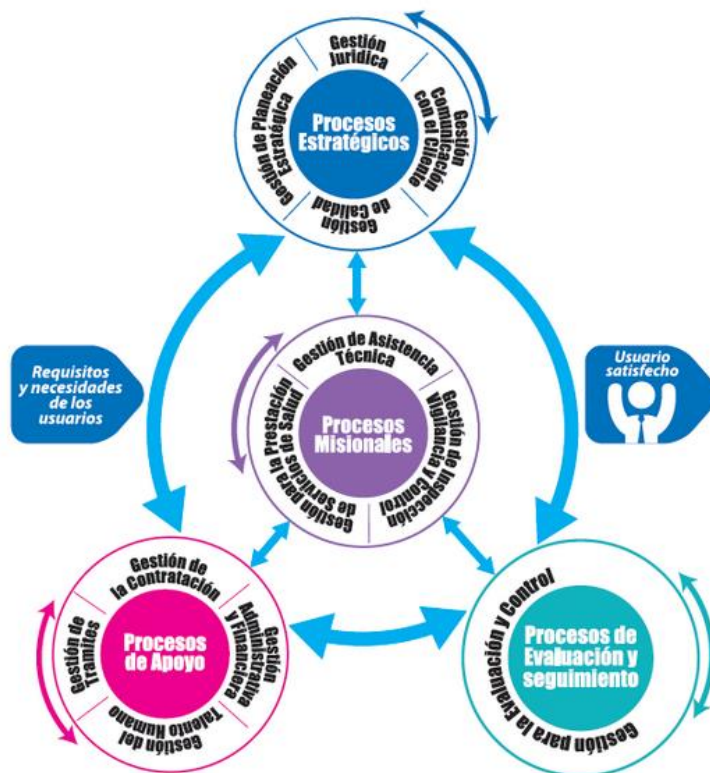 Gestión
Jurídica
Gestión
Comunicación
con el Cliente
Gestión
de Calidad
Gestión de Planeación
Estratégica
Procesos
Estratégicos
Requisitos
y necesidades
de los
usuarios
Usuario
satisfecho
Gestión de Asistencia
Técnica
Gestión de Inspección
Vigilancia y Control
Gestión para la Prestación
de Servicios de Salud
Procesos
Misionales
Gestión de
la Contratación
Gestión
Administrativa
y Financiera
Gestión del
Talento Humano
Gestión de
Tramites
Procesos
de Apoyo
Gestión para la Evaluación y Control
Procesos de
Evaluación y
seguimiento